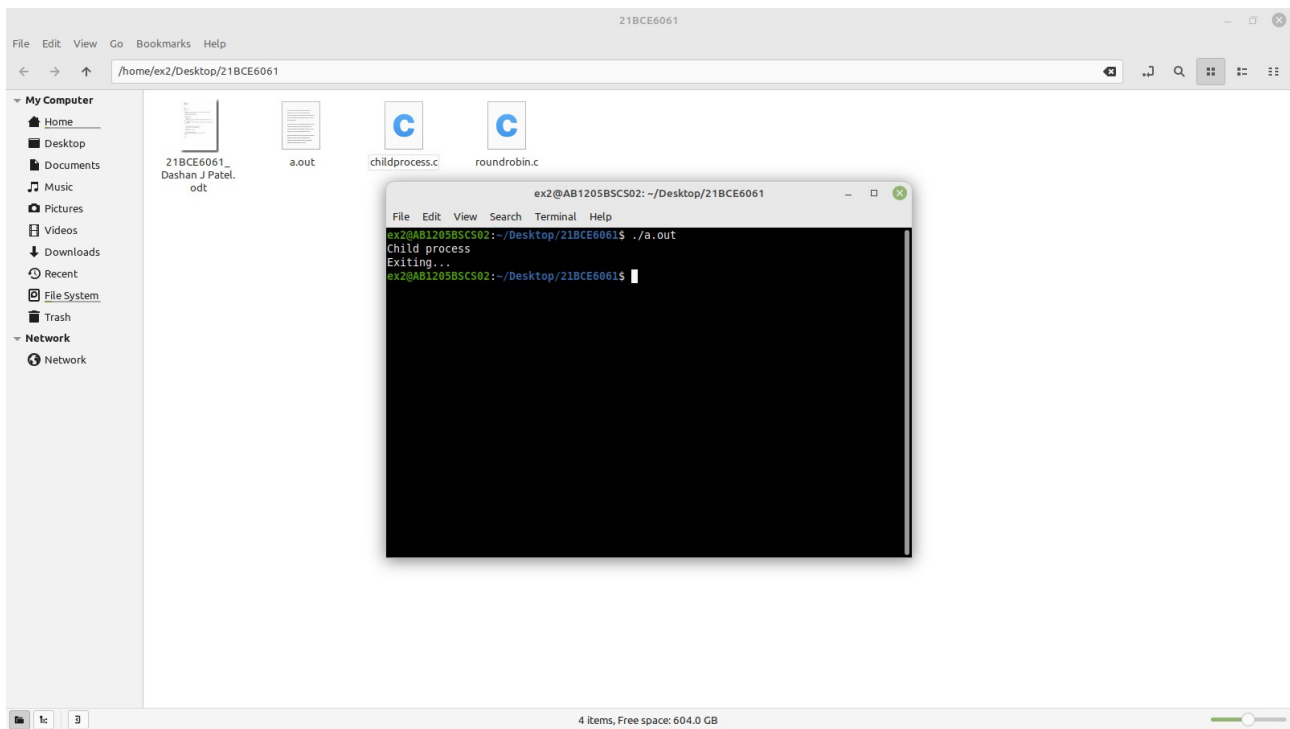 21BCE6061
File Edit View Go Bookmarks Help
/home/ex2/Desktop/21BCE6061
My Computer
Home
Desktop
Documents
Music
Pictures
Videos
Downloads
Recent
File System
Trash
Network
Network
21BCE6061_
Dashan J Patel.
odt
a.out
childprocess.c
roundrobin.c
ex2@AB1205BSCS02: ~/Desktop/21BCE6061
File Edit View Search Terminal Help
ex2@AB1205BSCS02:~/Desktop/21BCE6061$ ./a.out
Child process
Exiting...
ex2@AB1205BSCS02:~/Desktop/21BCE6061$
4 items, Free space: 604.0 GB